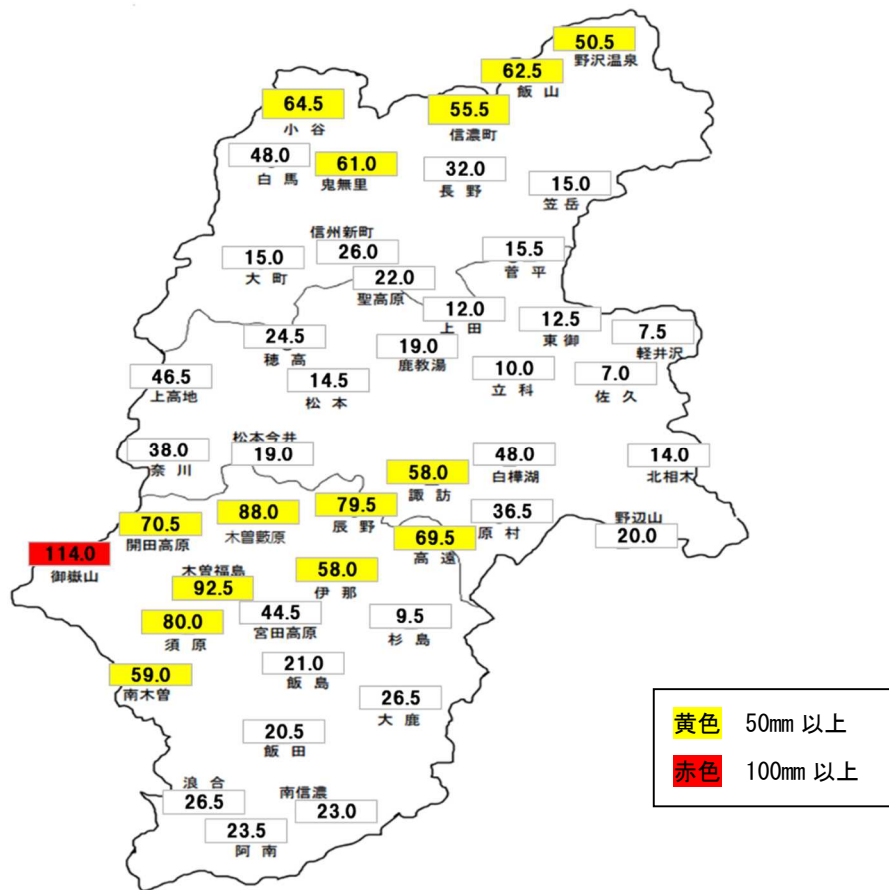 50.5
野沢温泉
62.5
飯山
64.5
小谷
55.5
信濃町
48.0
白馬
61.0
鬼無里
32.0
長野
15.0
笠岳
信州新町
26.0
15.0
大町
15.5
菅平
22.0
聖高原
12.0
上田
12.5
東御
7.5
軽井沢
24.5
穂高
19.0
鹿教湯
46.5
上高地
14.5
松本
10.0
立科
7.0
佐久
38.0
奈川
松本今井
19.0
58.0
諏訪
48.0
白樺湖
14.0
北相木
70.5
開田高原
88.0
木曽藪原
79.5
辰野
69.5
高遠
36.5
原村
野辺山
20.0
114.0
御嶽山
木曽福島
92.5
58.0
伊那
80.0
須原
44.5
宮田高原
9.5
杉島
59.0
南木曽
21.0
飯島
26.5
大鹿
20.5
飯田
浪合
26.5
南信濃
23.0
23.5
阿南
黄色 50mm 以上
赤色 100mm 以上